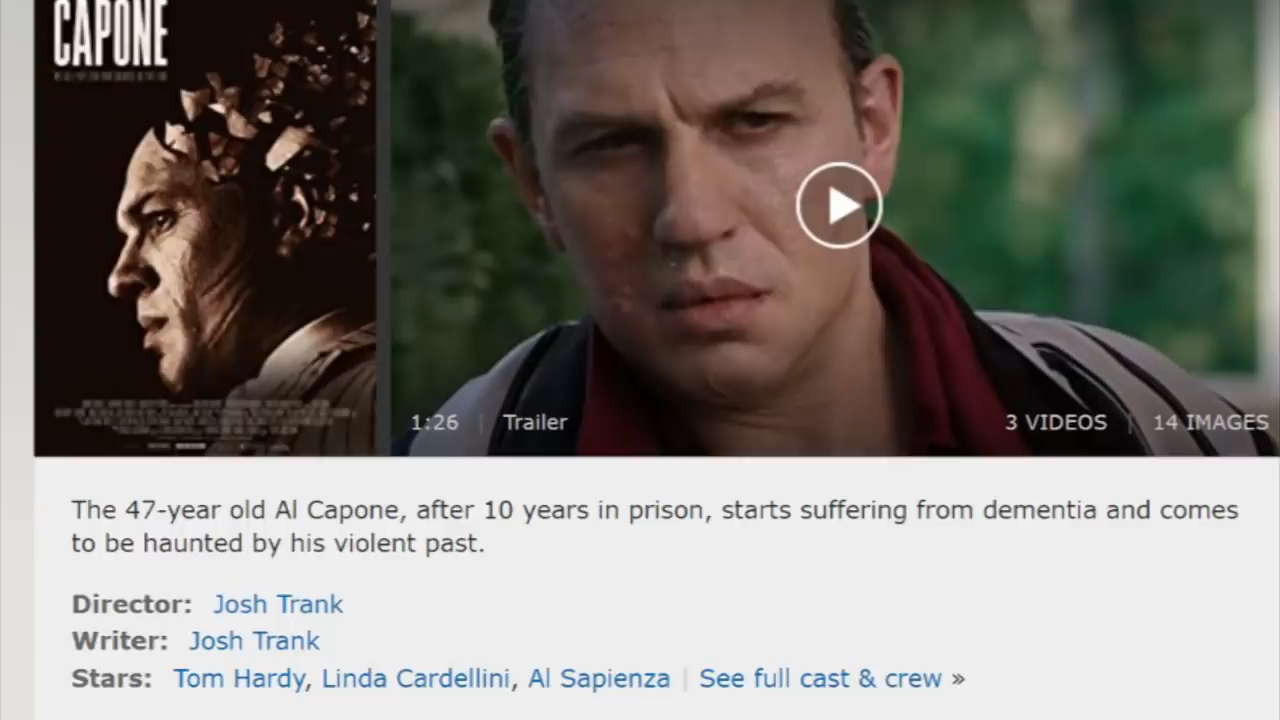 CAPONE
1:26 | Trailer 3 VIDEOS | 14 IMAGES
The 47-year old Al Capone, after 10 years in prison, starts suffering from dementia and comes
to be haunted by his violent past.
Director: Josh Trank
Writer: Josh Trank
Stars: Tom Hardy, Linda Cardellini, Al Sapienza | See full cast & crew »